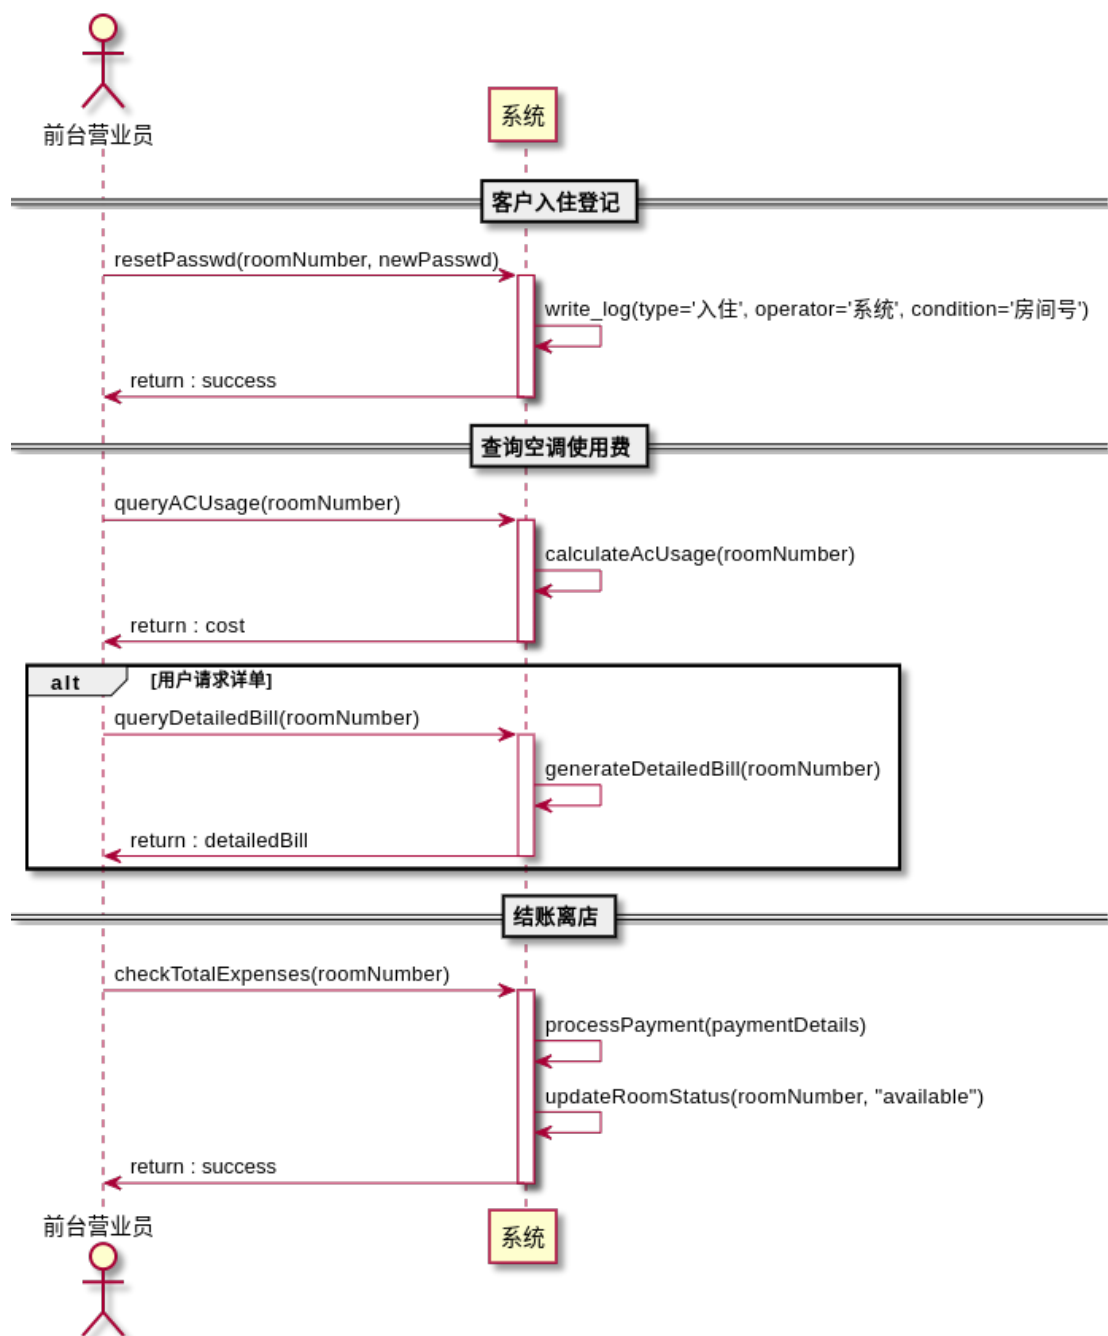 前台营业员
系统
客户入住登记
resetPasswd(roomNumber, newPasswd)
write_log(type='入住', operator='系统', condition='房间号')
return : success
查询空调使用费
queryACUsage(roomNumber)
calculateAcUsage(roomNumber)
return : cost
alt [用户请求详单]
queryDetailedBill(roomNumber)
generateDetailedBill(roomNumber)
return : detailedBill
结账离店
checkTotalExpenses(roomNumber)
processPayment(paymentDetails)
updateRoomStatus(roomNumber, "available")
return : success
前台营业员
系统